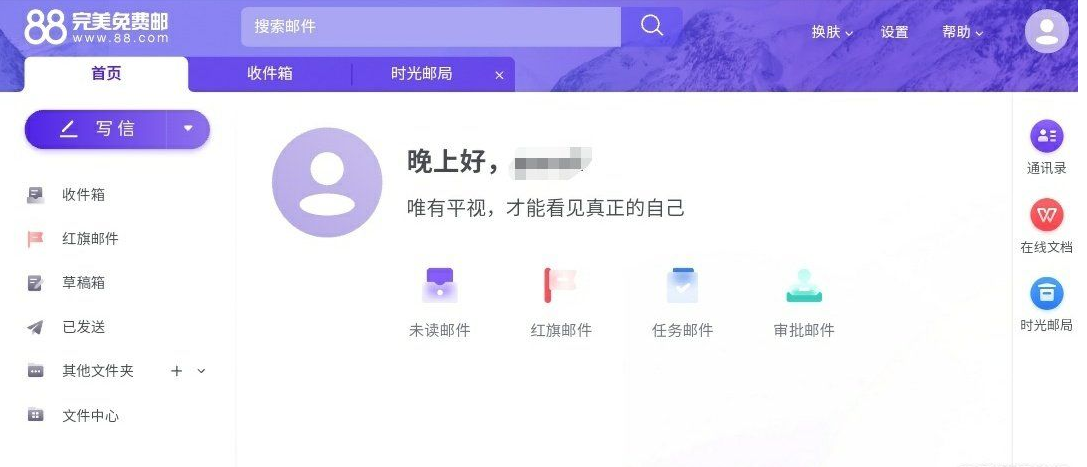 88 完美免费邮
www.88.com
搜索邮件
换肤
设置
帮助
首页
收件箱
时光邮局
写信
收件箱
红旗邮件
草稿箱
已发送
其他文件夹
文件中心
晚上好，
唯有平视，才能看见真正的自己
未读邮件
红旗邮件
任务邮件
审批邮件
通讯录
在线文档
时光邮局